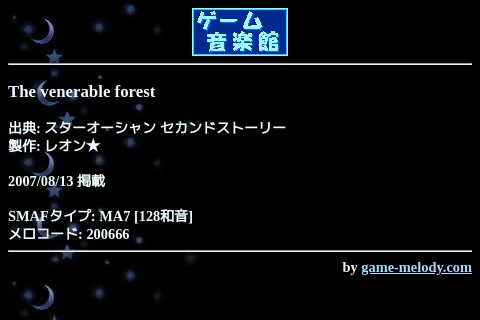 ゲーム
音楽館
The venerable forest
出典: スターオーシャン セカンドストーリー
製作: レオン★
2007/08/13 掲載
SMAFタイプ: MA7 [128和音]
メロコード: 200666
by game-melody.com